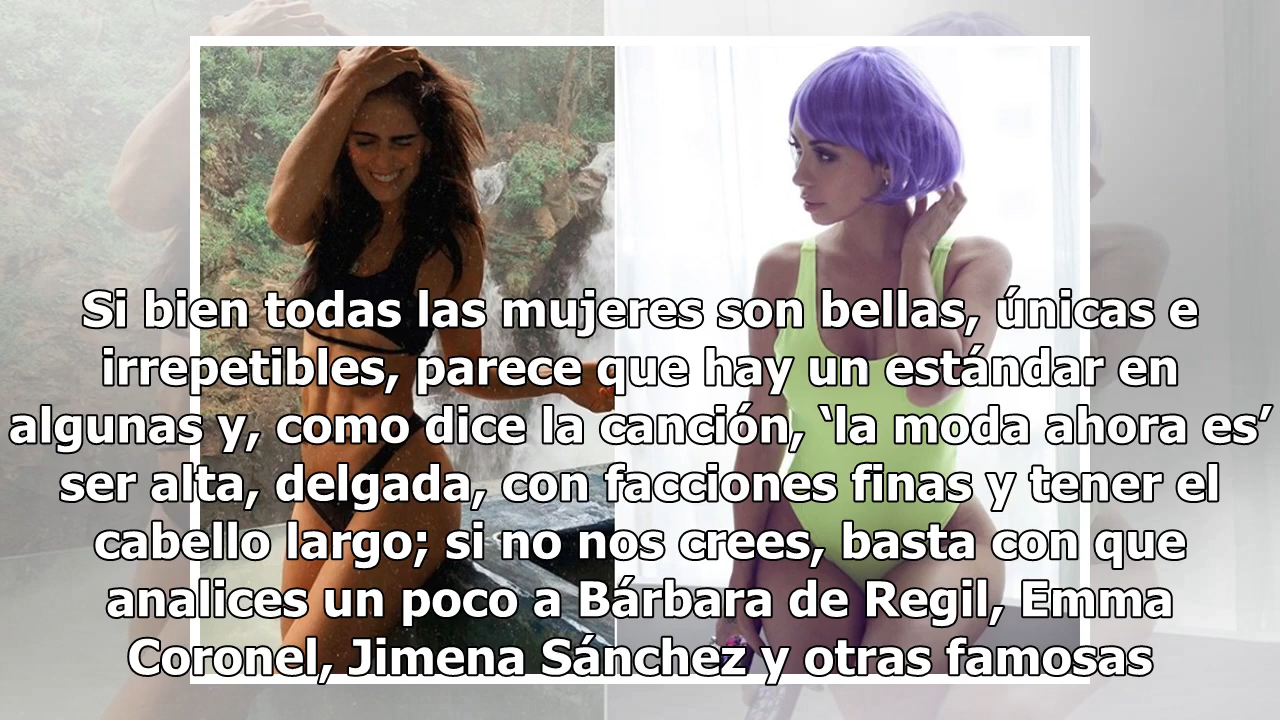 Si bien todas las mujeres son bellas, únicas e
irrepetibles, parece que hay un estándar en
algunas y, como dice la canción, ‘la moda ahora es’
ser alta, delgada, con facciones finas y tener el
cabello largo; si no nos crees, basta con que
analices un poco a Bárbara de Regil, Emma
Coronel, Jimena Sánchez y otras famosas